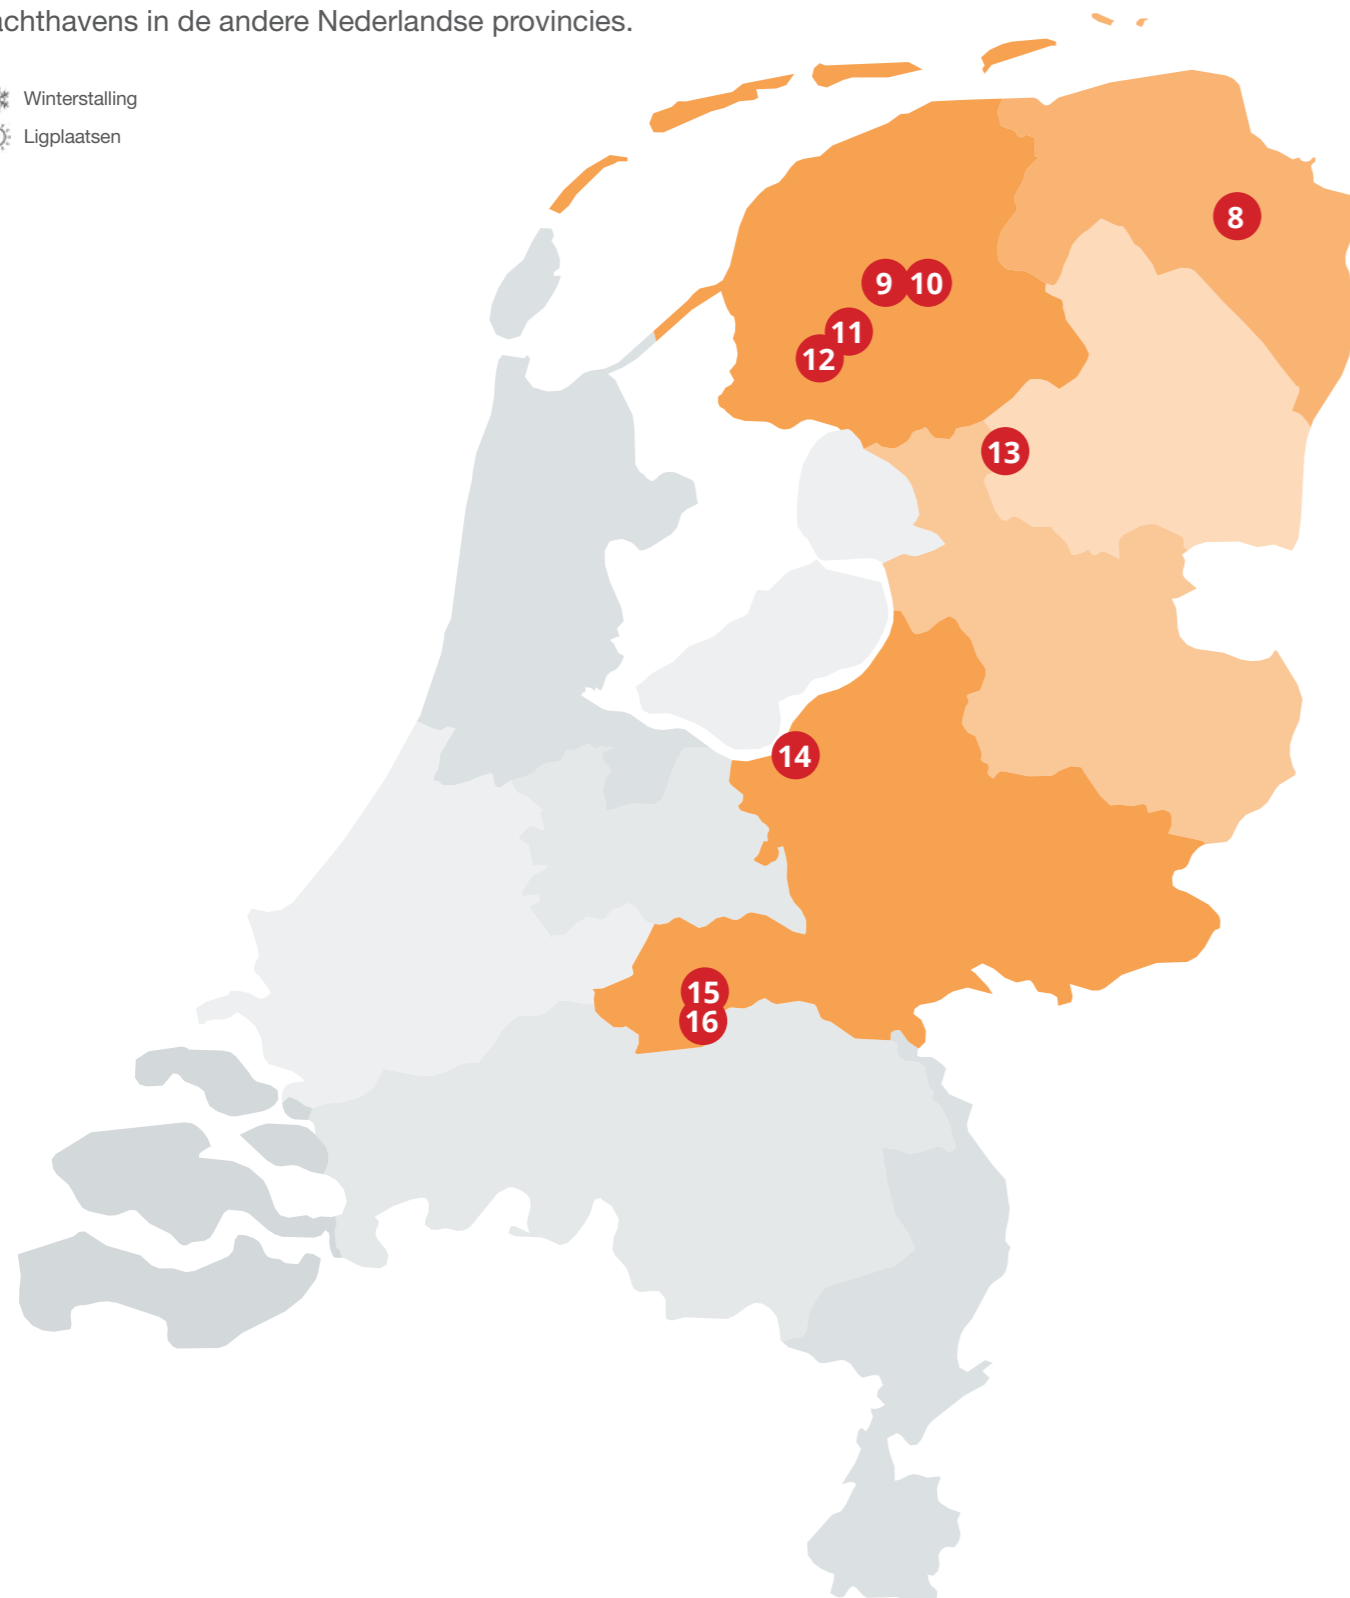 achthavens in de andere Nederlandse provincies.
Winterstalling
Ligplaatsen
8
9 10
11
12
13
14
15
16